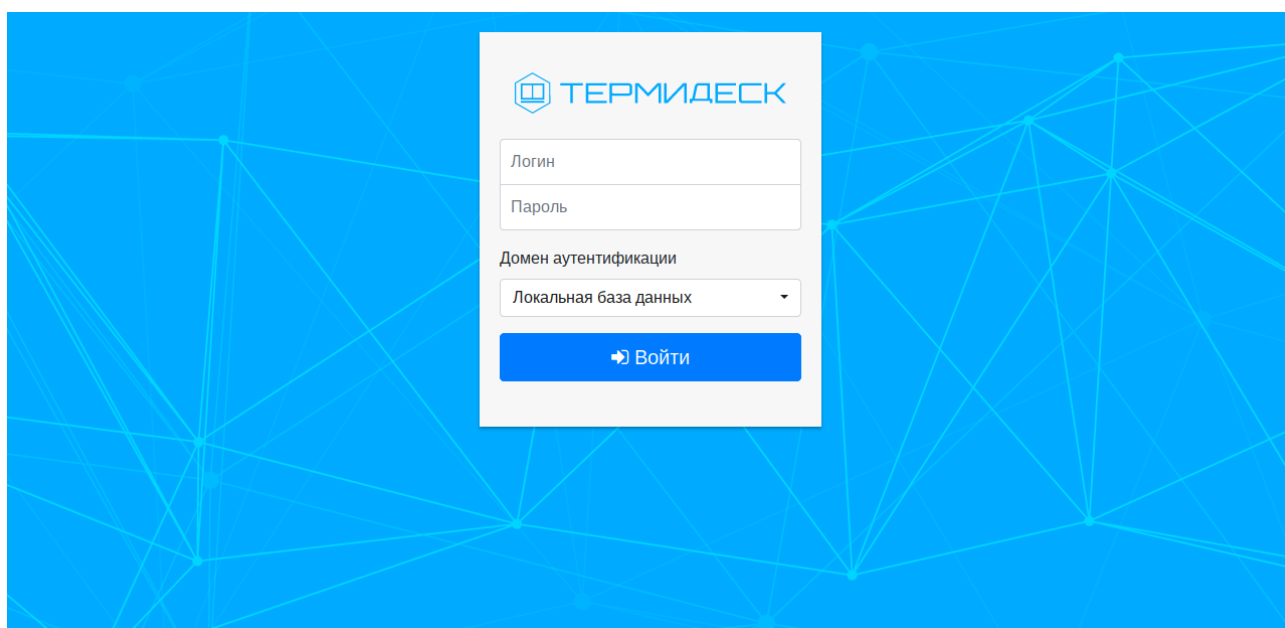 ТЕРМИДЕСК
Логин
Пароль
Домен аутентификации
Локальная база данных
Войти